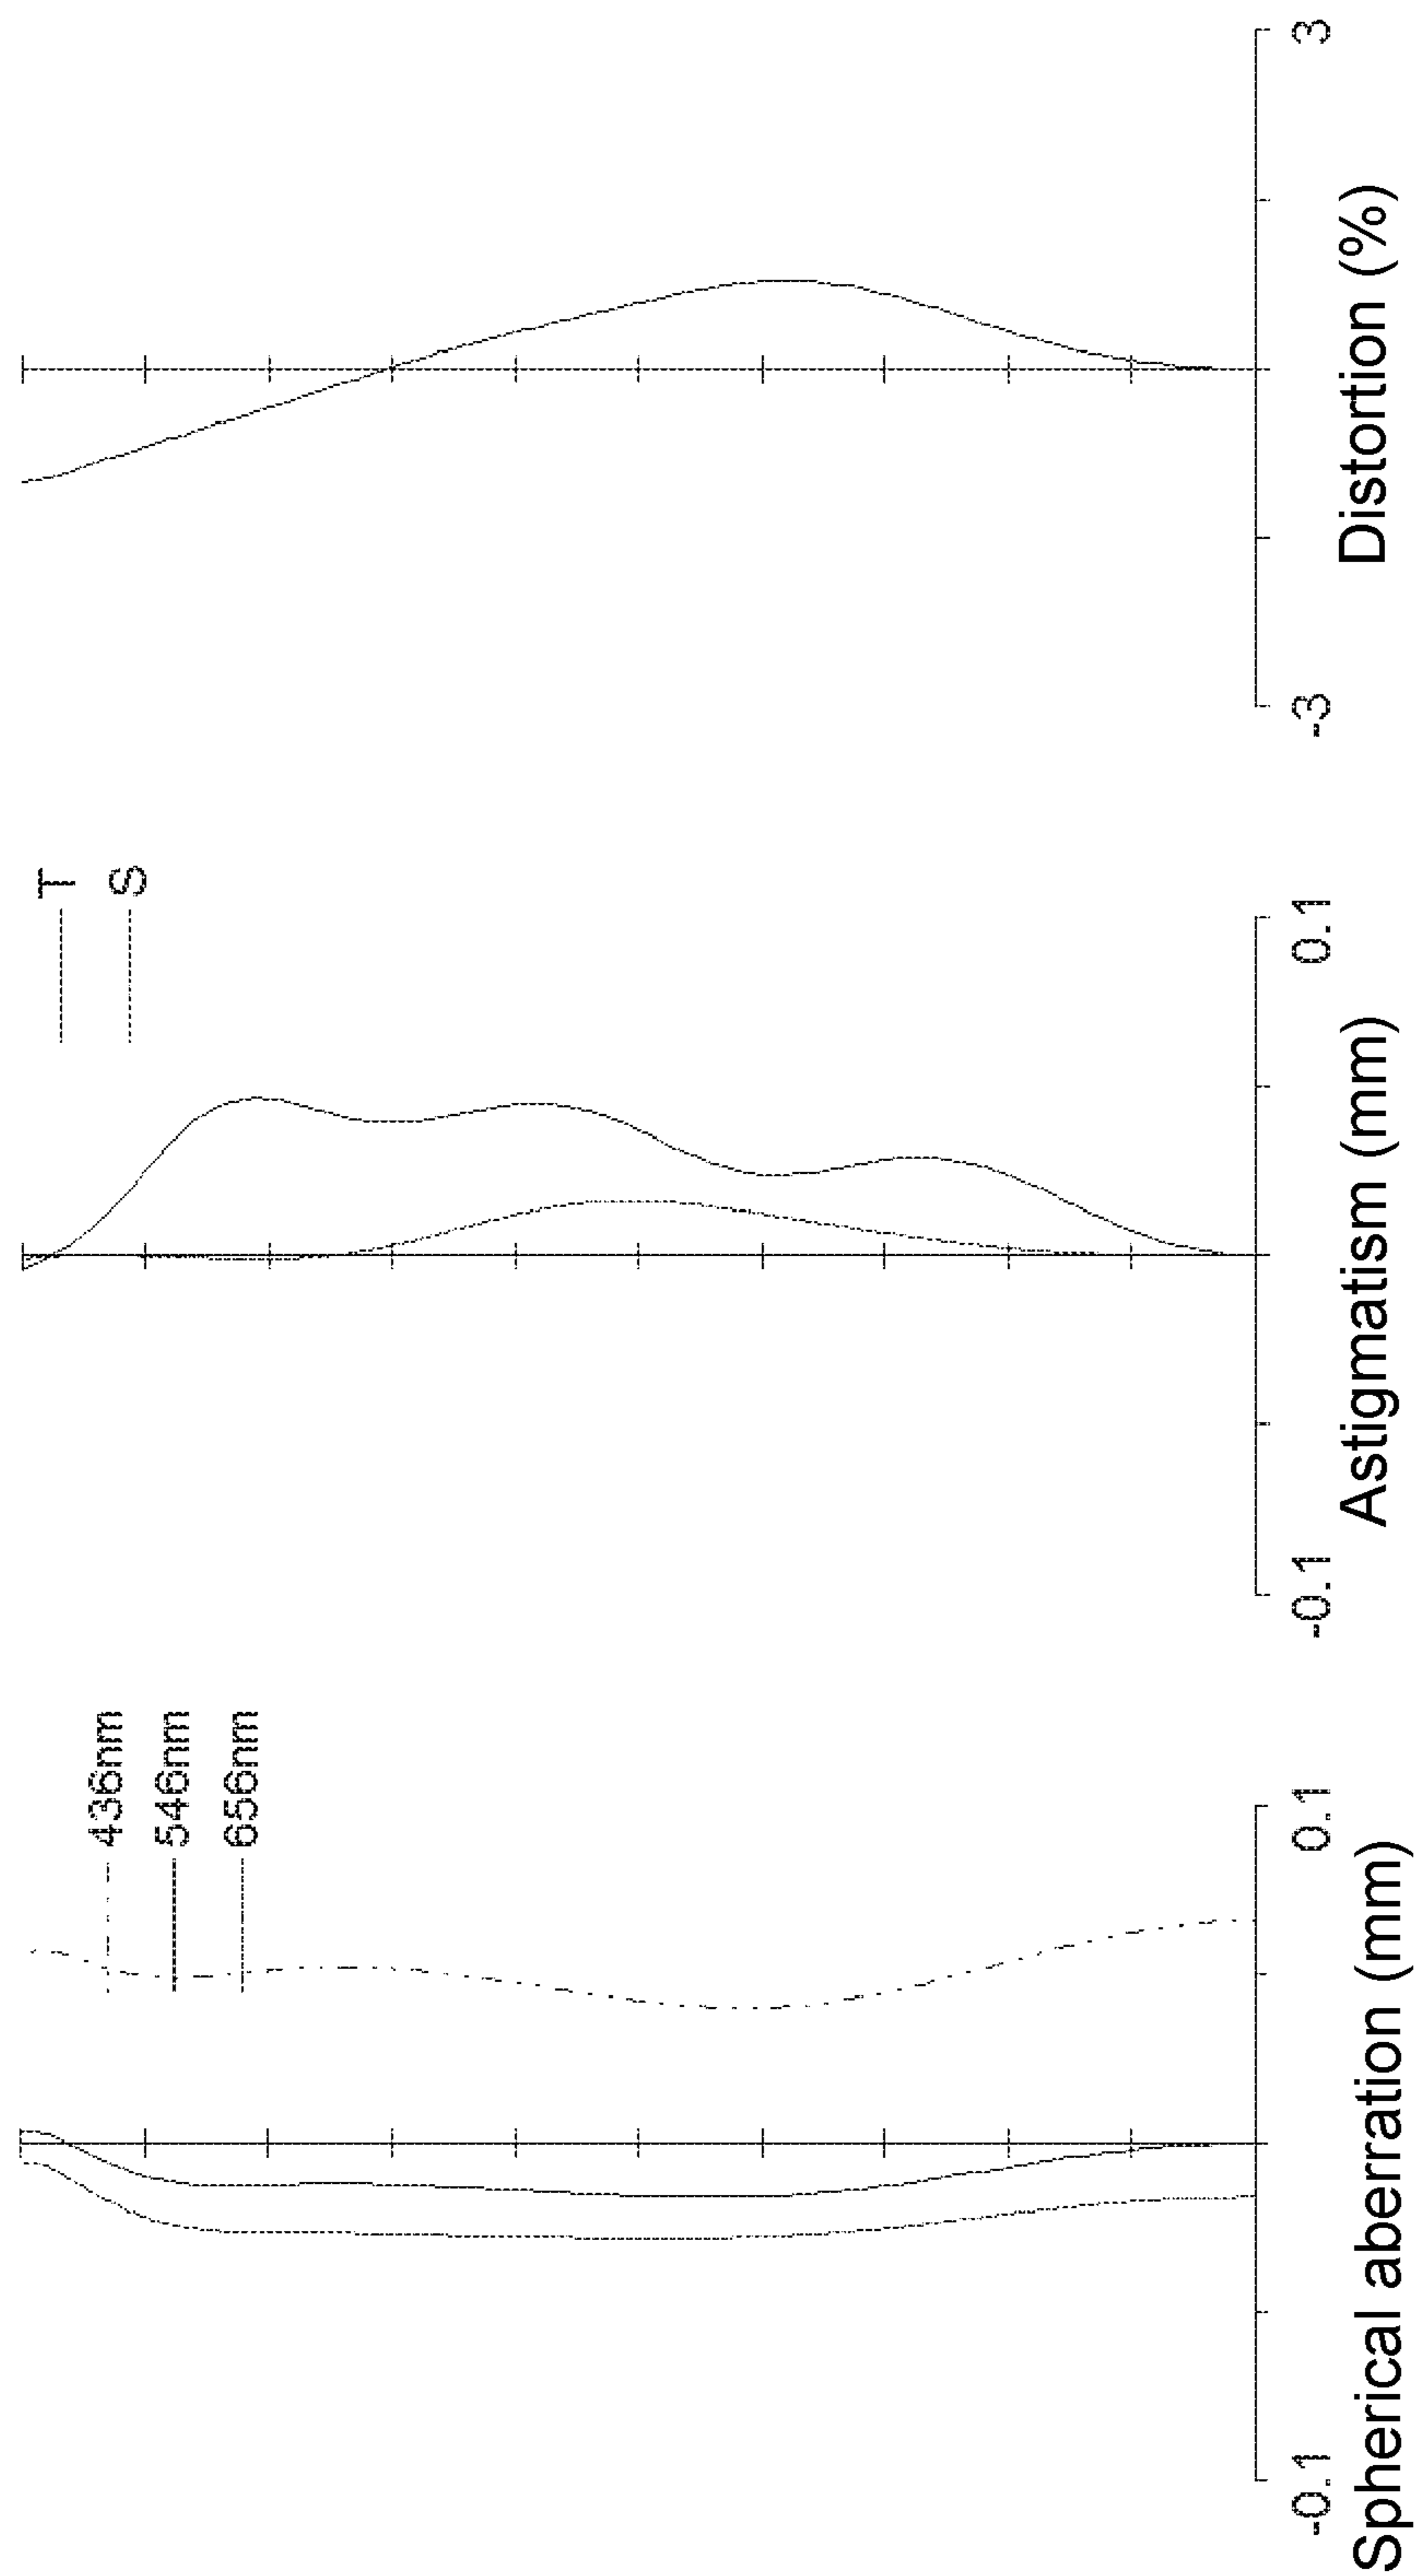 436nm
546nm
656nm
-0.1
0.1
Spherical aberration (mm)
T
S
-0.1
0.1
Astigmatism (mm)
-3
3
Distortion (%)